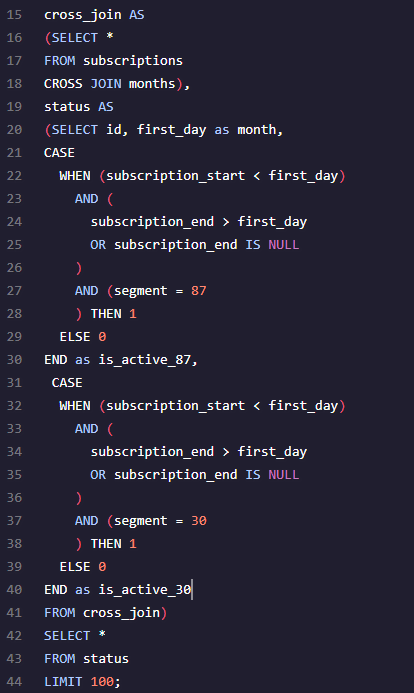 15 cross_join AS
16 (SELECT *
17 FROM subscriptions
18 CROSS JOIN months),
19 status AS
20 (SELECT id, first_day as month,
21 CASE
22   WHEN (subscription_start < first_day)
23     AND (
24       subscription_end > first_day
25       OR subscription_end IS NULL
26     )
27     AND (segment = 87
28     ) THEN 1
29   ELSE 0
30 END as is_active_87,
31  CASE
32   WHEN (subscription_start < first_day)
33     AND (
34       subscription_end > first_day
35       OR subscription_end IS NULL
36     )
37     AND (segment = 30
38     ) THEN 1
39   ELSE 0
40 END as is_active_30
41 FROM cross_join)
42 SELECT *
43 FROM status
44 LIMIT 100;